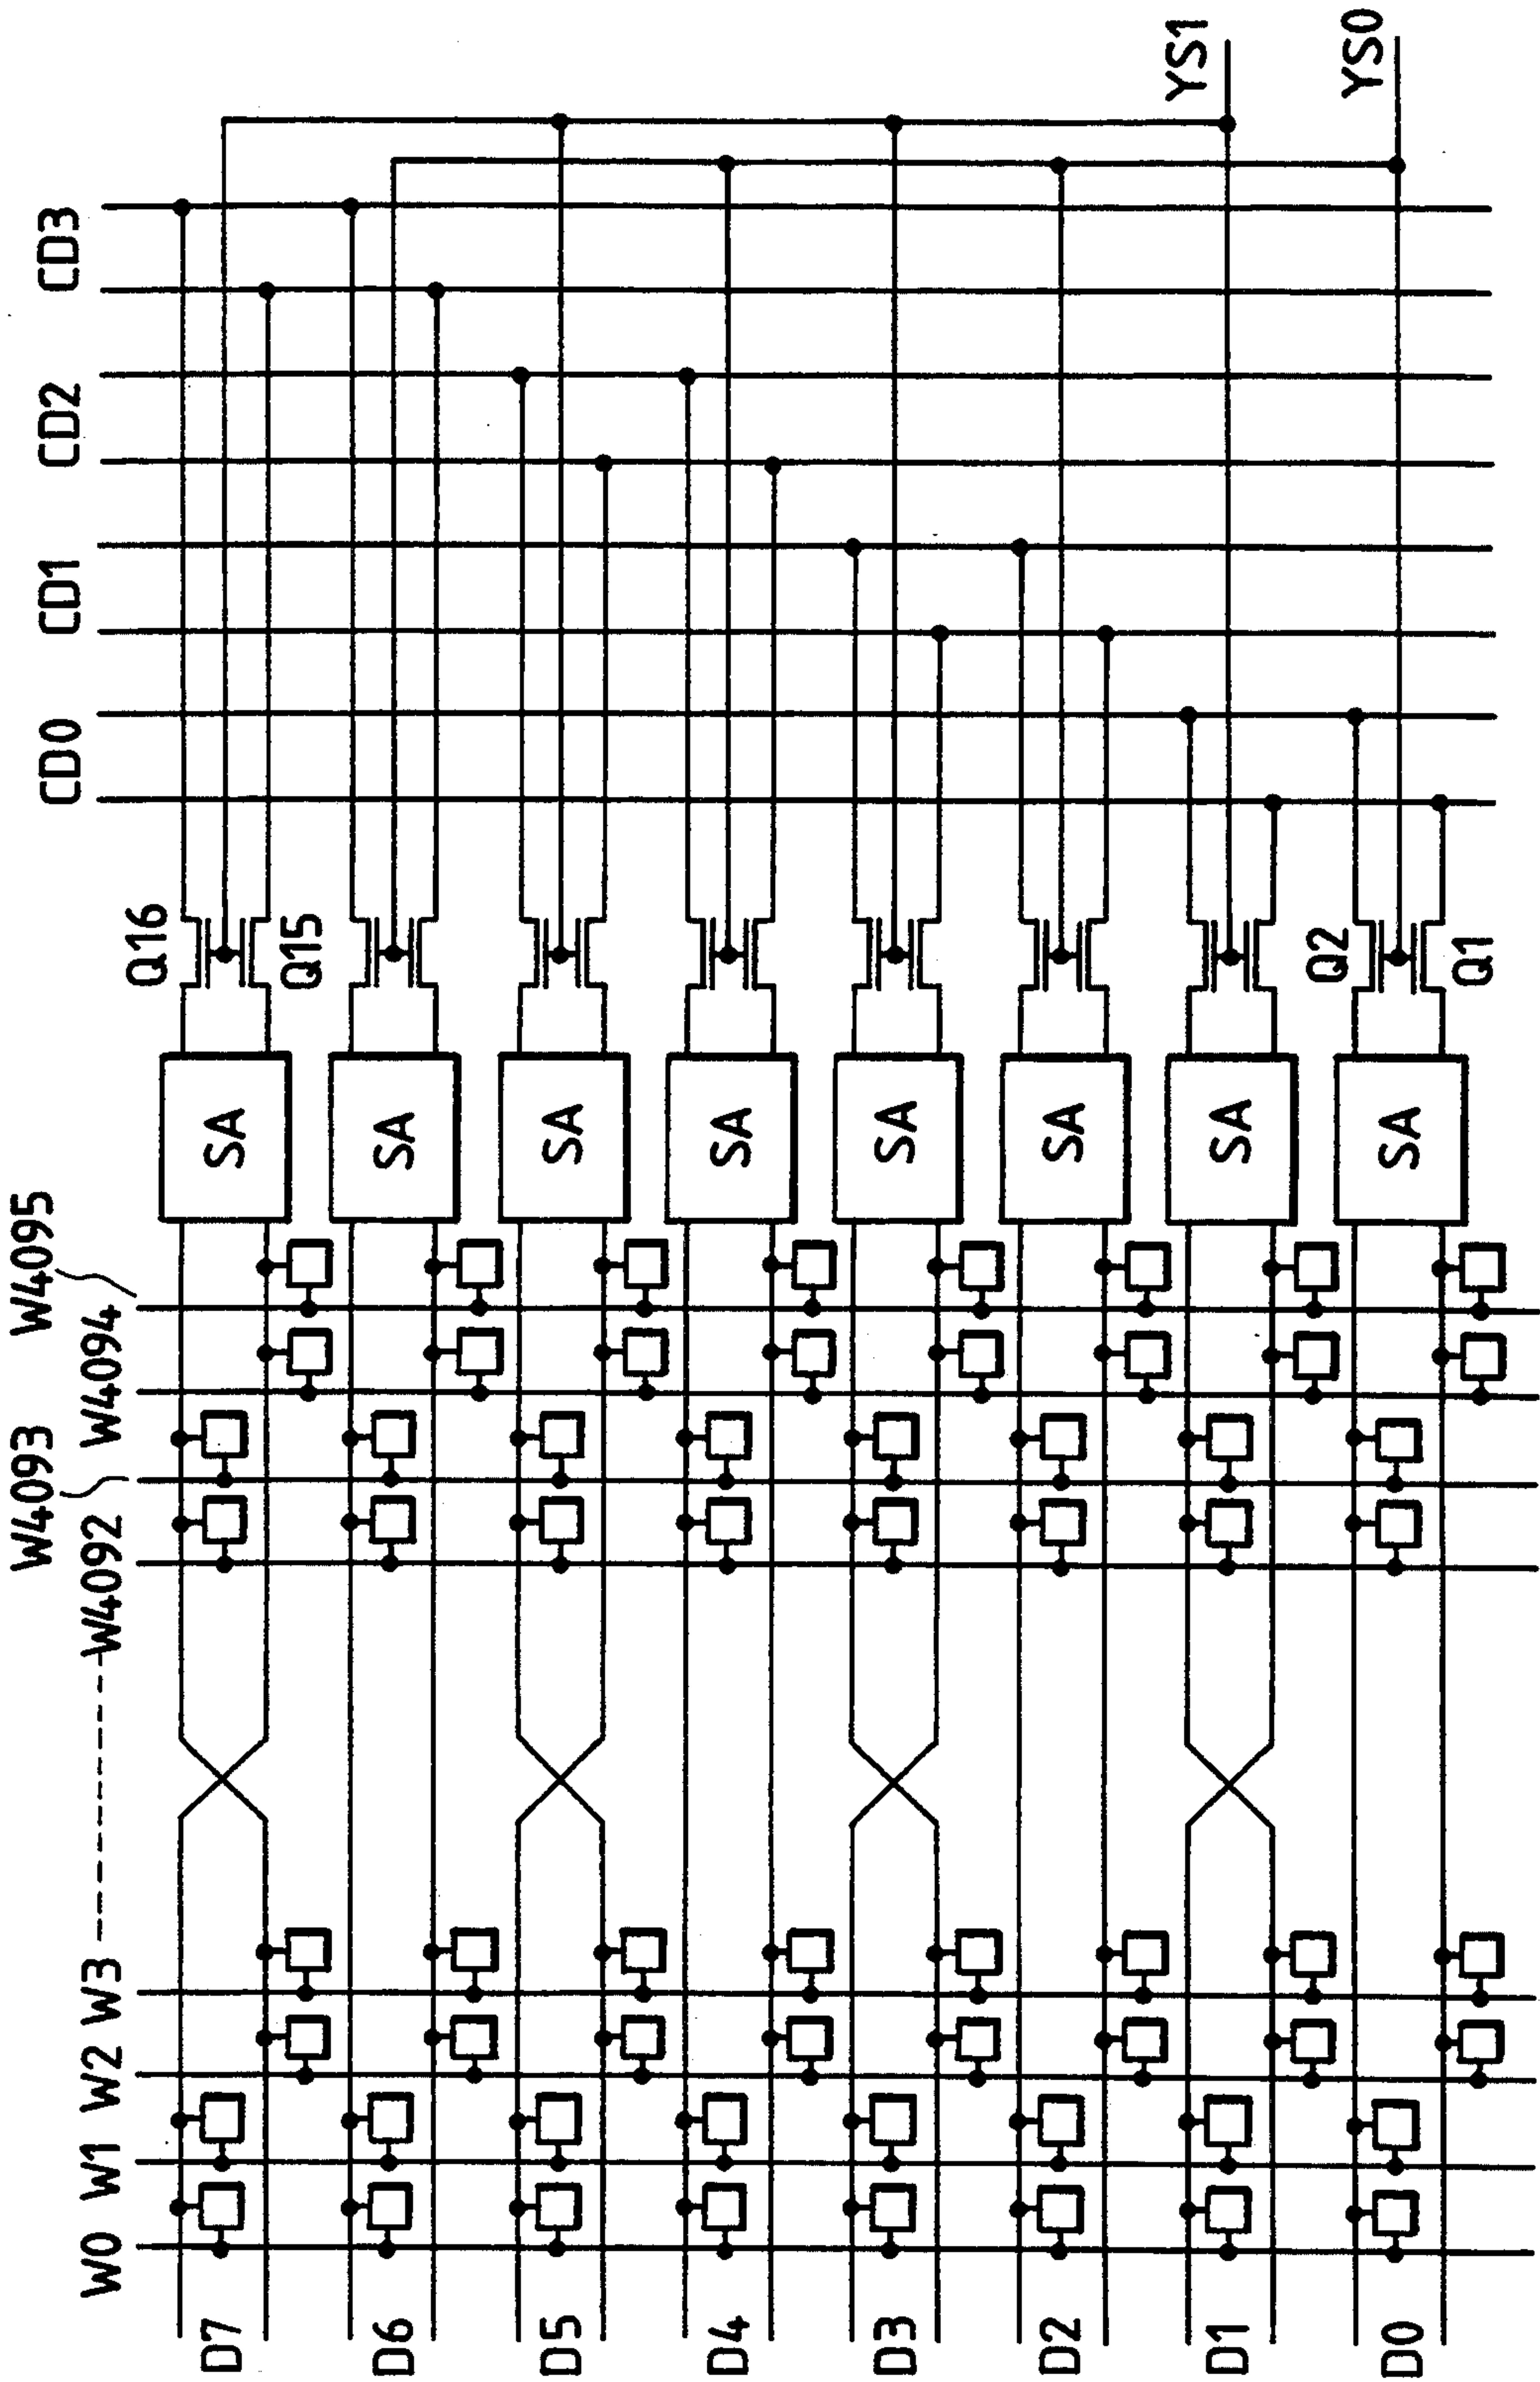 W4093 W4095
CD0 CD1 CD2 CD3
W0 W1 W2 W3 --------- W4092 W4094
Q16
D7 SA
Q15
D6 SA
D5 SA
D4 SA
D3 SA
D2 SA
YS1
D1 SA
Q2
YS0
D0 SA
Q1